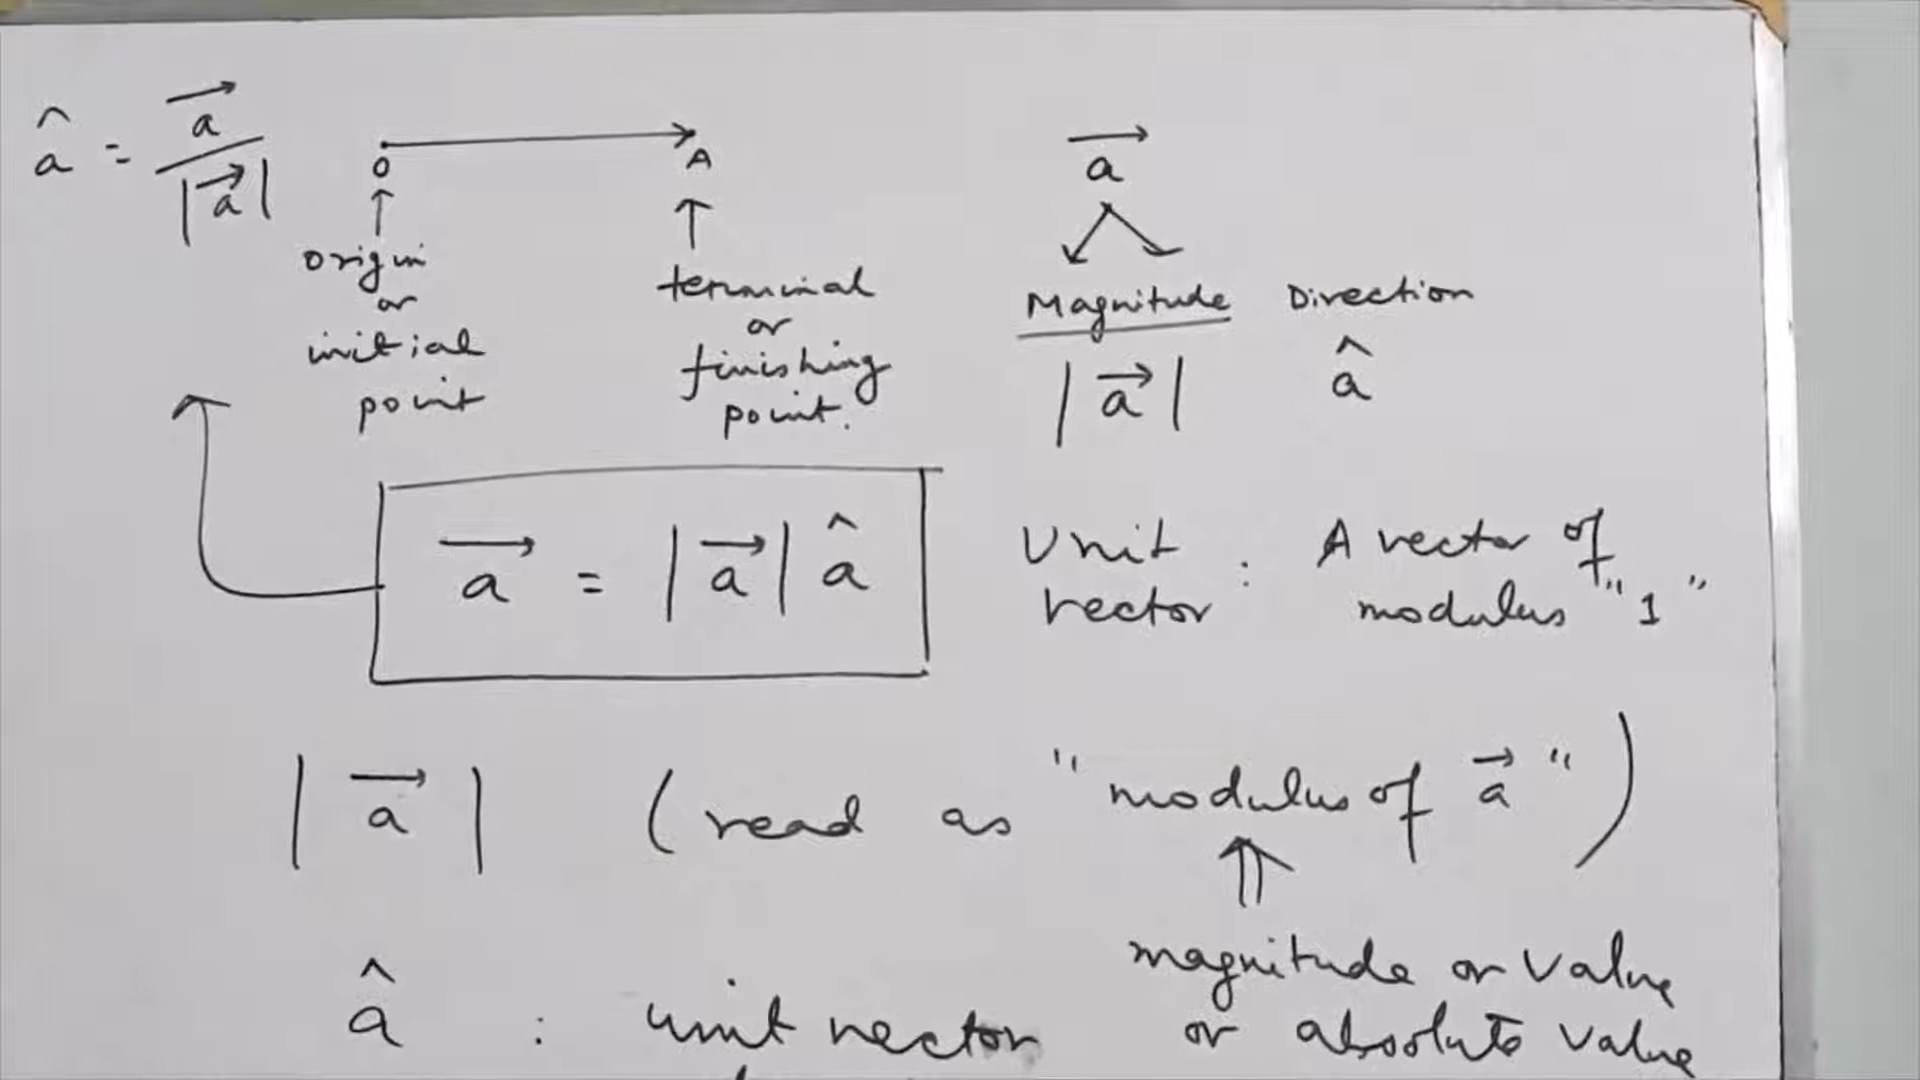 â = a⃗ / |a⃗|
O A
origin
or
initial
point
terminal
or
finishing
point.
a⃗
Magnitude Direction
|a⃗| â
a⃗ = |a⃗| â
Unit vector : A vector of modulus "1"
|a⃗| (read as "modulus of a⃗")
magnitude or value
or absolute value
â : unit vector